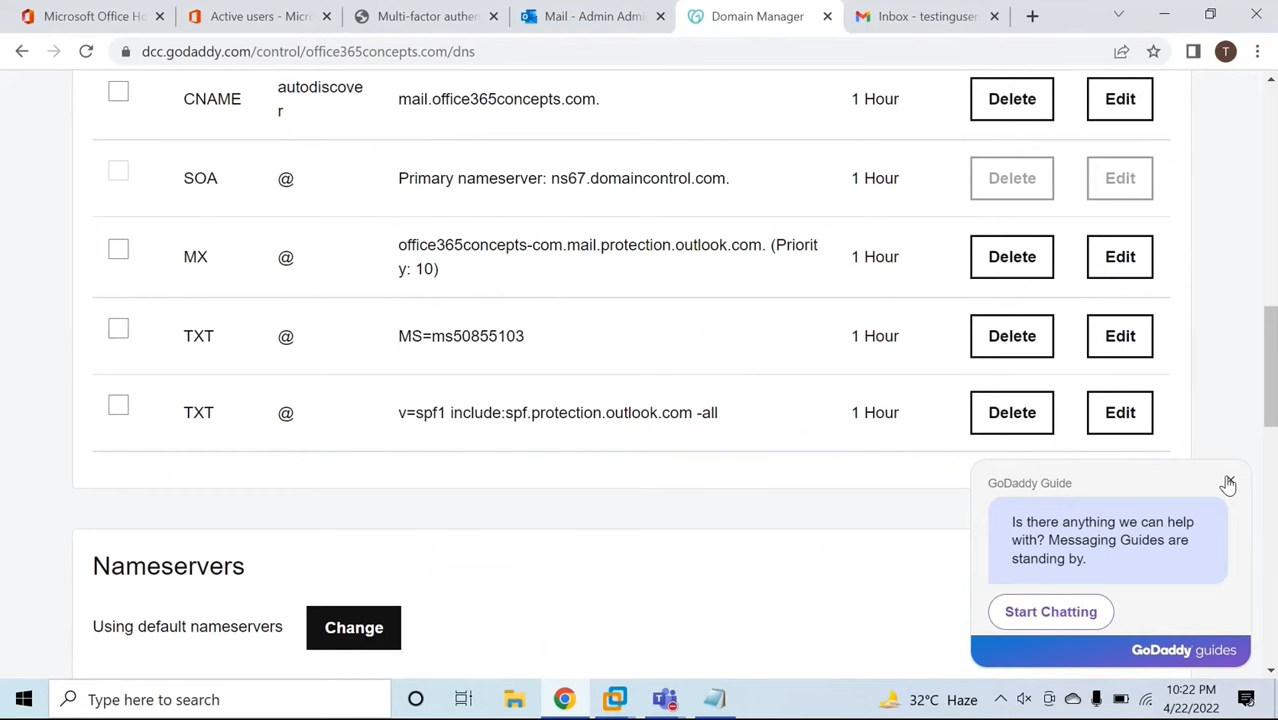 Microsoft Office Ho
Active users - Micro
Multi-factor authen
Mail - Admin Admi
Domain Manager
Inbox - testinguser
dcc.godaddy.com/control/office365concepts.com/dns
T
CNAME
autodiscove
r
mail.office365concepts.com.
1 Hour
Delete
Edit
SOA
@
Primary nameserver: ns67.domaincontrol.com.
1 Hour
Delete
Edit
MX
@
office365concepts-com.mail.protection.outlook.com. (Priorit
y: 10)
1 Hour
Delete
Edit
TXT
@
MS=ms50855103
1 Hour
Delete
Edit
TXT
@
v=spf1 include:spf.protection.outlook.com -all
1 Hour
Delete
Edit
GoDaddy Guide
Is there anything we can help
with? Messaging Guides are
standing by.
Start Chatting
GoDaddy guides
Nameservers
Using default nameservers
Change
Type here to search
32°C Haze
10:22 PM
4/22/2022